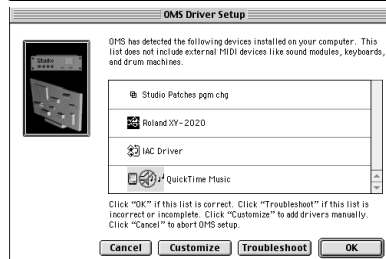 OMS Driver Setup
OMS has detected the following devices installed on your computer. This
list does not include external MIDI devices like sound modules, keyboards,
and drum machines.
Studio
Studio Patches pgm chg
Roland XY-2020
IAC Driver
QuickTime Music
Click “OK” if this list is correct. Click “Troubleshoot” if this list is
incorrect or incomplete. Click “Customize” to add drivers manually.
Click “Cancel” to abort OMS setup.
Cancel Customize Troubleshoot OK